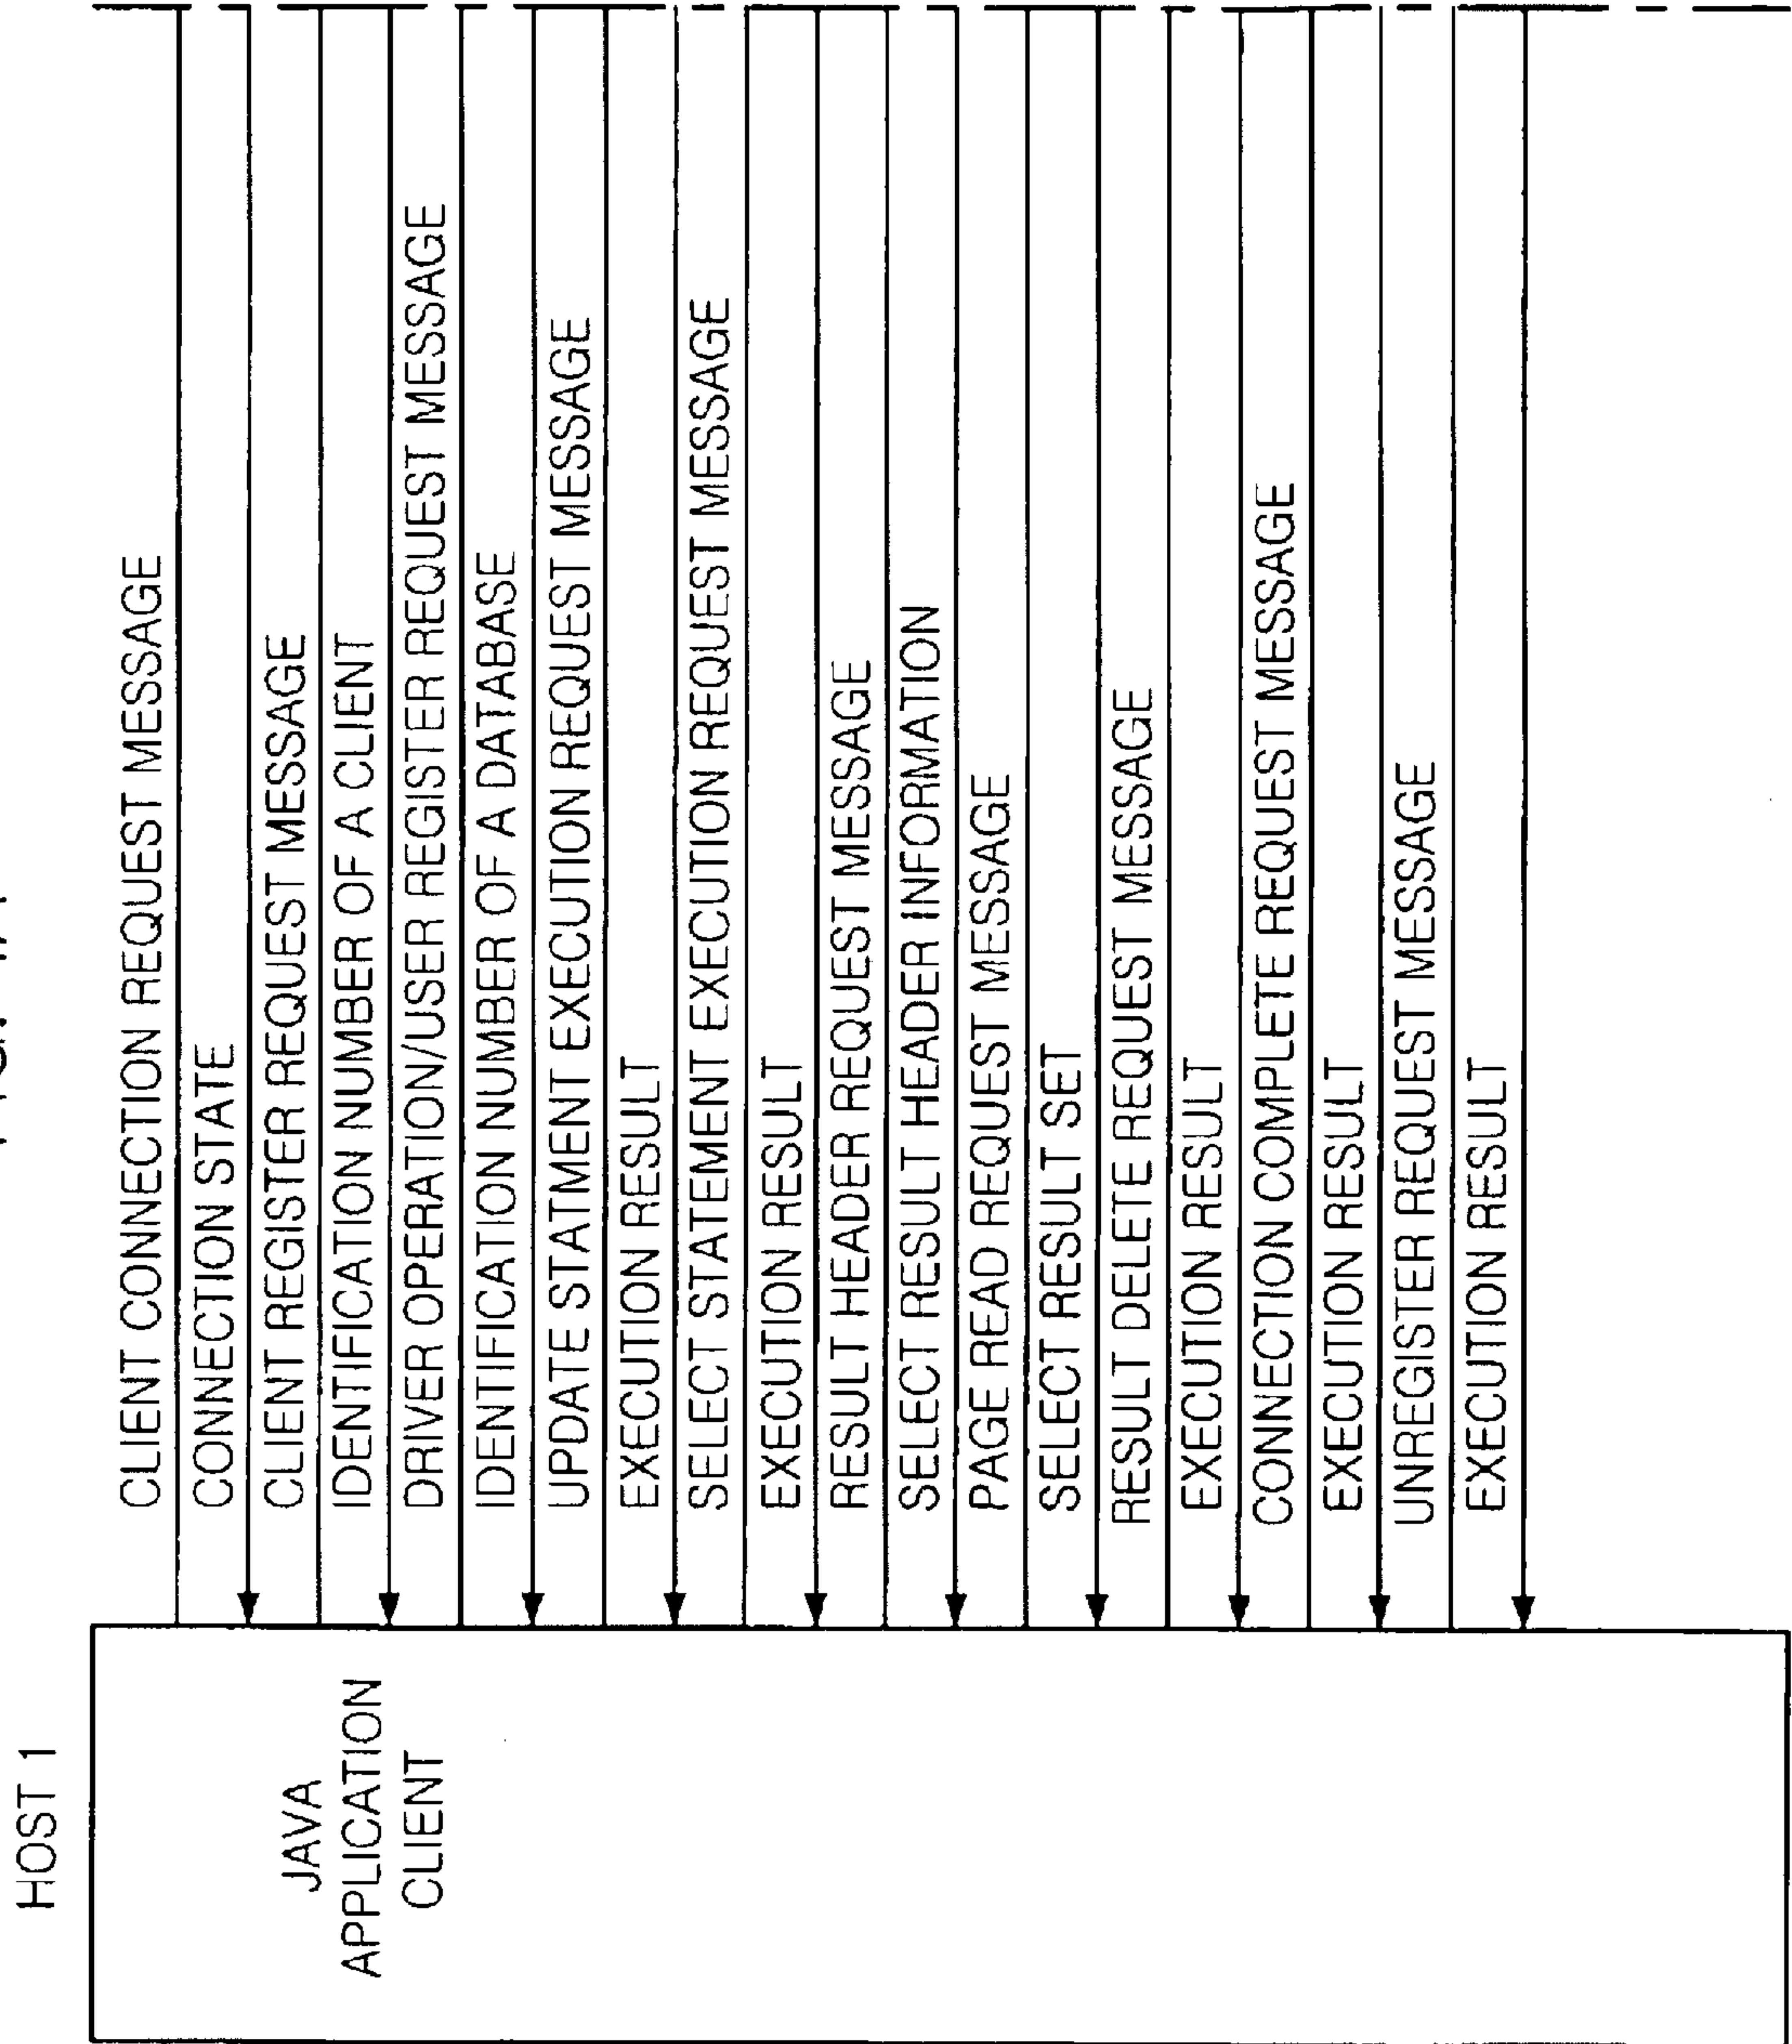 HOST 1
JAVA
APPLICATION
CLIENT
CLIENT CONNECTION REQUEST MESSAGE
CONNECTION STATE
CLIENT REGISTER REQUEST MESSAGE
IDENTIFICATION NUMBER OF A CLIENT
DRIVER OPERATION/USER REGISTER REQUEST MESSAGE
IDENTIFICATION NUMBER OF A DATABASE
UPDATE STATMENT EXECUTION REQUEST MESSAGE
EXECUTION RESULT
SELECT STATEMENT EXECUTION REQUEST MESSAGE
EXECUTION RESULT
RESULT HEADER REQUEST MESSAGE
SELECT RESULT HEADER INFORMATION
PAGE READ REQUEST MESSAGE
SELECT RESULT SET
RESULT DELETE REQUEST MESSAGE
EXECUTION RESULT
CONNECTION COMPLETE REQUEST MESSAGE
EXECUTION RESULT
UNREGISTER REQUEST MESSAGE
EXECUTION RESULT